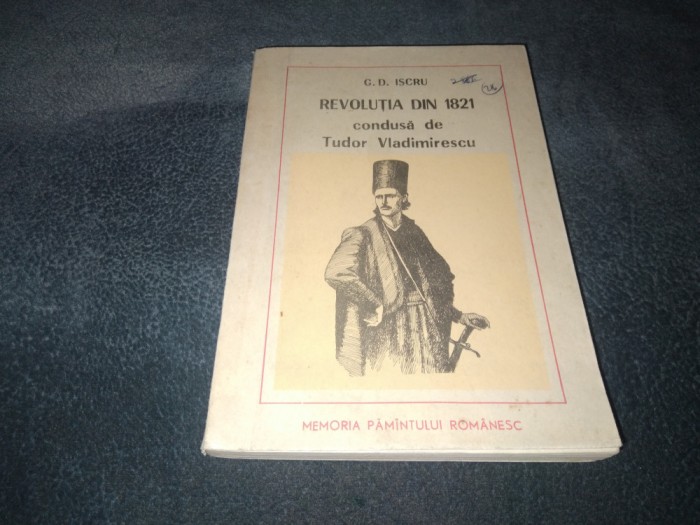 G. D. ISCRU
REVOLUȚIA DIN 1821
condusă de
Tudor Vladimirescu
MEMORIA PĂMÎNTULUI ROMÂNESC